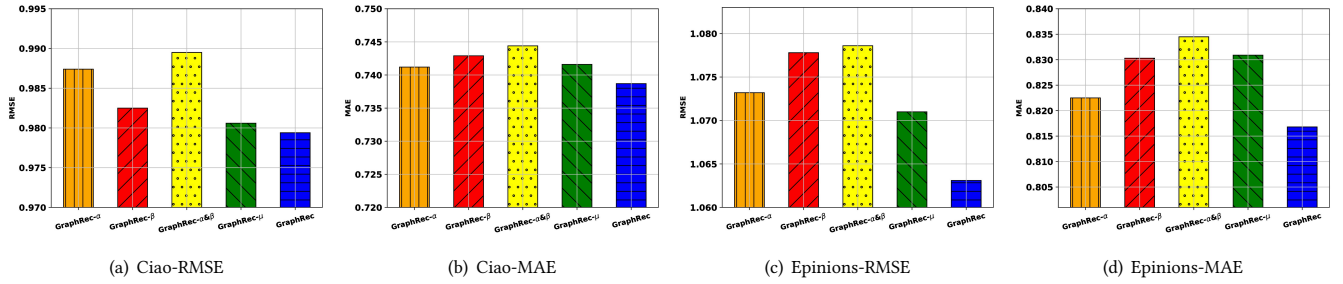 0.995
0.990
0.985
0.980
0.975
0.970
RMSE
GraphRec-α
GraphRec-β
GraphRec-α&β
GraphRec-μ
GraphRec
(a) Ciao-RMSE
0.750
0.745
0.740
0.735
0.730
0.725
0.720
MAE
GraphRec-α
GraphRec-β
GraphRec-α&β
GraphRec-μ
GraphRec
(b) Ciao-MAE
1.080
1.075
1.070
1.065
1.060
RMSE
GraphRec-α
GraphRec-β
GraphRec-α&β
GraphRec-μ
GraphRec
(c) Epinions-RMSE
0.840
0.835
0.830
0.825
0.820
0.815
0.810
0.805
MAE
GraphRec-α
GraphRec-β
GraphRec-α&β
GraphRec-μ
GraphRec
(d) Epinions-MAE